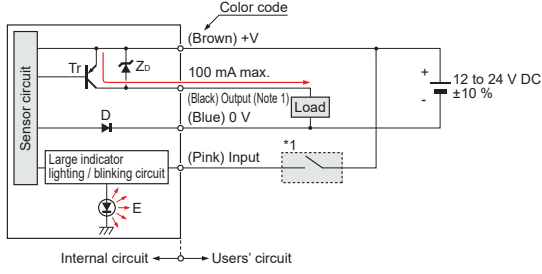 Color code
(Brown) +V
Tr
ZD
100 mA max.
(Black) Output (Note 1)
Load
+
-
12 to 24 V DC
±10 %
Sensor circuit
D
(Blue) 0 V
*1
(Pink) Input
Large indicator
lighting / blinking circuit
E
Internal circuit
Users' circuit